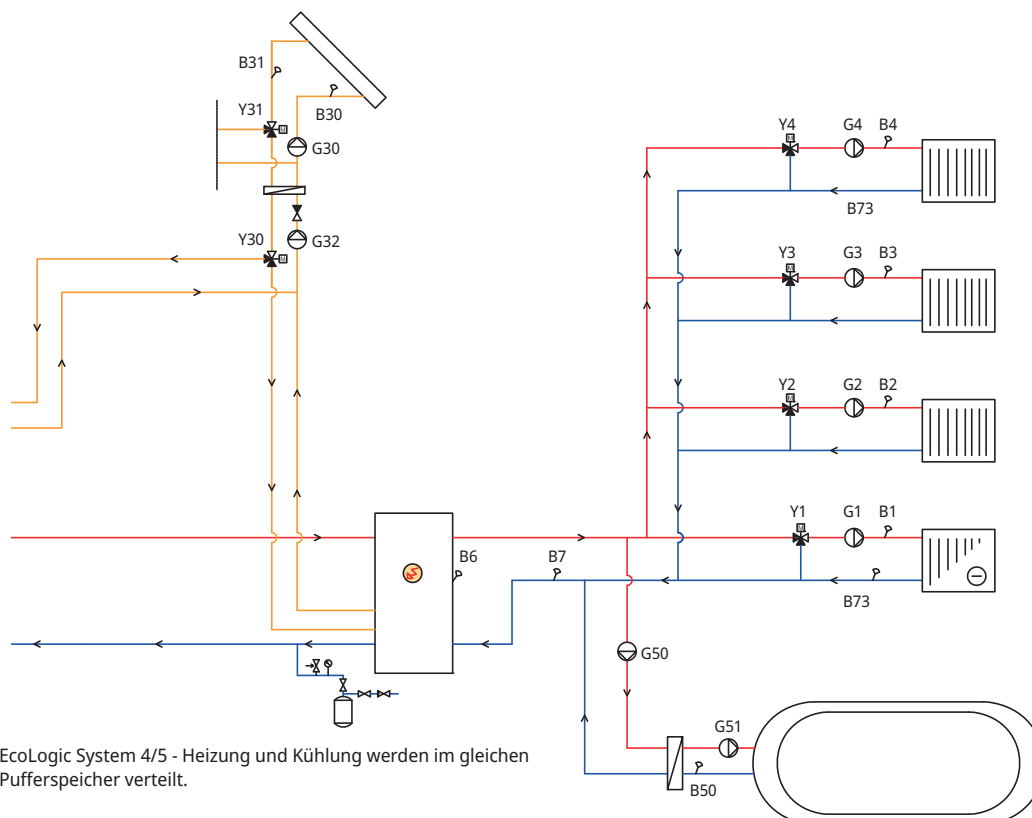 B31
B30
Y31
G30
Y30
G32
Y4 G4 B4
B73
Y3 G3 B3
Y2 G2 B2
Y1 G1 B1
B6
B7
B73
G50
G51
B50
EcoLogic System 4/5 - Heizung und Kühlung werden im gleichen
Pufferspeicher verteilt.